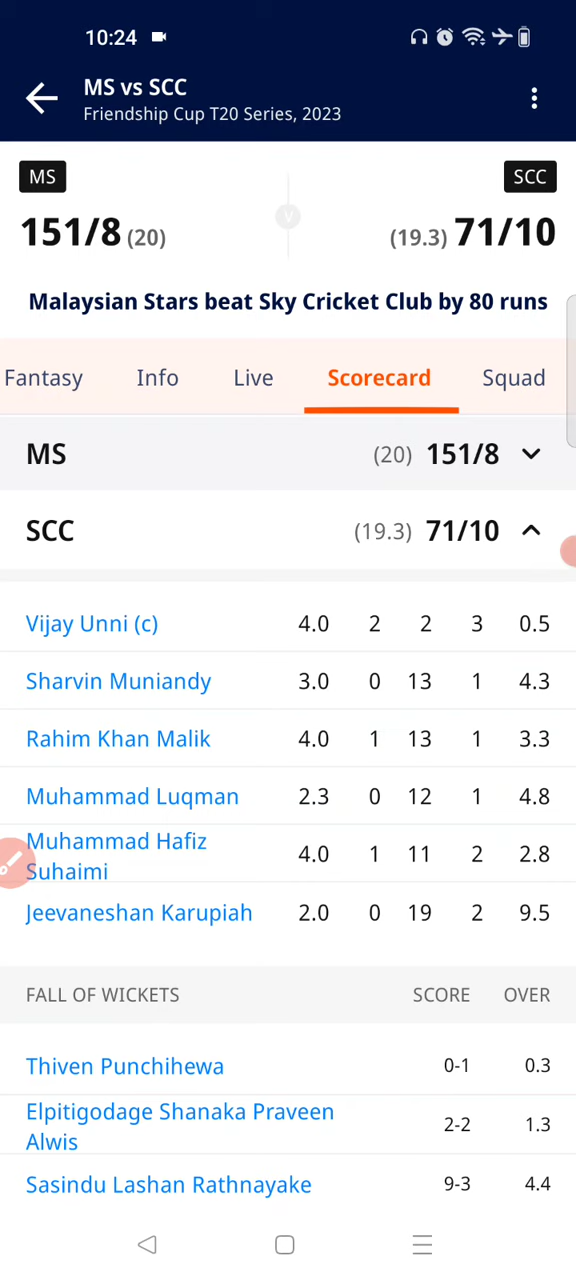 10:24
MS vs SCC
Friendship Cup T20 Series, 2023
MS
SCC
151/8 (20)
V
(19.3) 71/10
Malaysian Stars beat Sky Cricket Club by 80 runs
Fantasy Info Live Scorecard Squad
MS (20) 151/8
SCC (19.3) 71/10
Vijay Unni (c) 4.0 2 2 3 0.5
Sharvin Muniandy 3.0 0 13 1 4.3
Rahim Khan Malik 4.0 1 13 1 3.3
Muhammad Luqman 2.3 0 12 1 4.8
Muhammad Hafiz
Suhaimi 4.0 1 11 2 2.8
Jeevaneshan Karupiah 2.0 0 19 2 9.5
FALL OF WICKETS SCORE OVER
Thiven Punchihewa 0-1 0.3
Elpitigodage Shanaka Praveen
Alwis 2-2 1.3
Sasindu Lashan Rathnayake 9-3 4.4